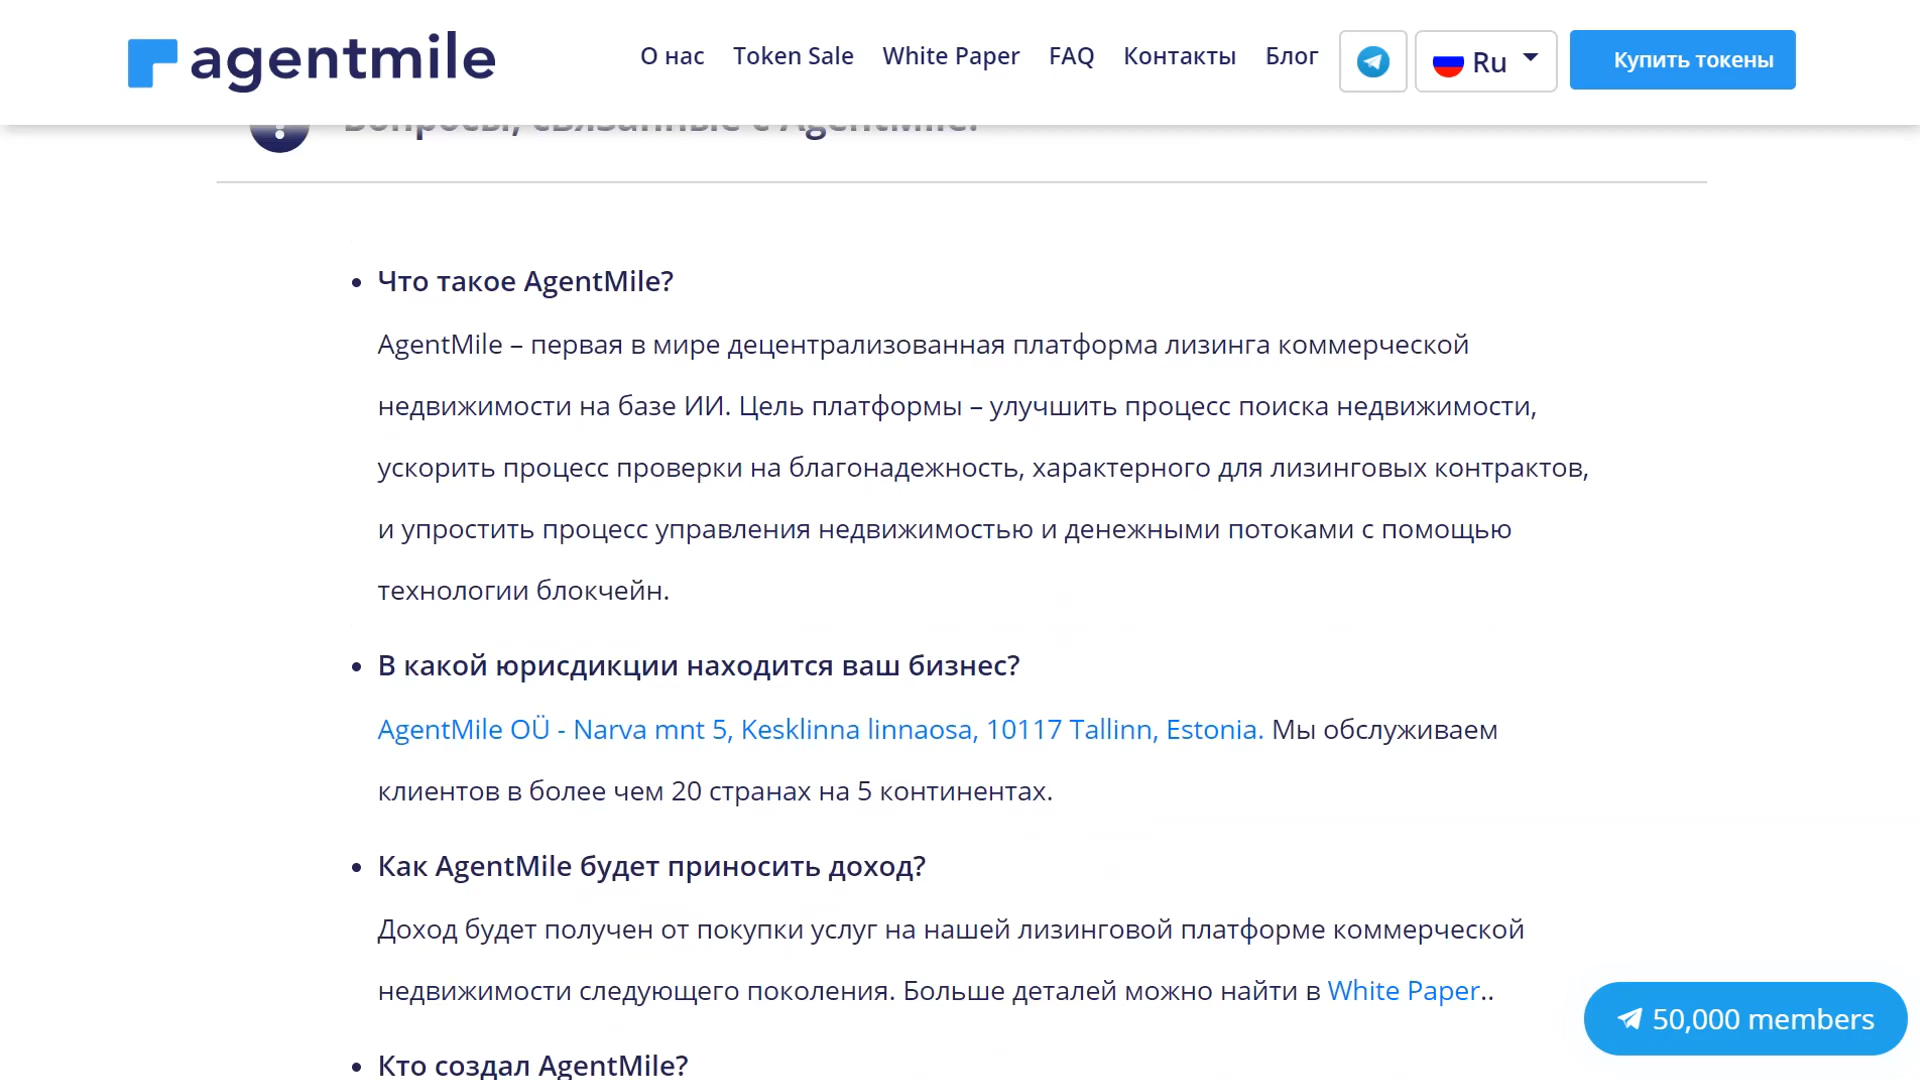 agentmile
О нас Token Sale White Paper FAQ Контакты Блог Ru Купить токены
Вопросы, связанные с AgentMile.
Что такое AgentMile?
AgentMile – первая в мире децентрализованная платформа лизинга коммерческой
недвижимости на базе ИИ. Цель платформы – улучшить процесс поиска недвижимости,
ускорить процесс проверки на благонадежность, характерного для лизинговых контрактов,
и упростить процесс управления недвижимостью и денежными потоками с помощью
технологии блокчейн.
В какой юрисдикции находится ваш бизнес?
AgentMile OÜ - Narva mnt 5, Kesklinna linnaosa, 10117 Tallinn, Estonia. Мы обслуживаем
клиентов в более чем 20 странах на 5 континентах.
Как AgentMile будет приносить доход?
Доход будет получен от покупки услуг на нашей лизинговой платформе коммерческой
недвижимости следующего поколения. Больше деталей можно найти в White Paper..
50,000 members
Кто создал AgentMile?